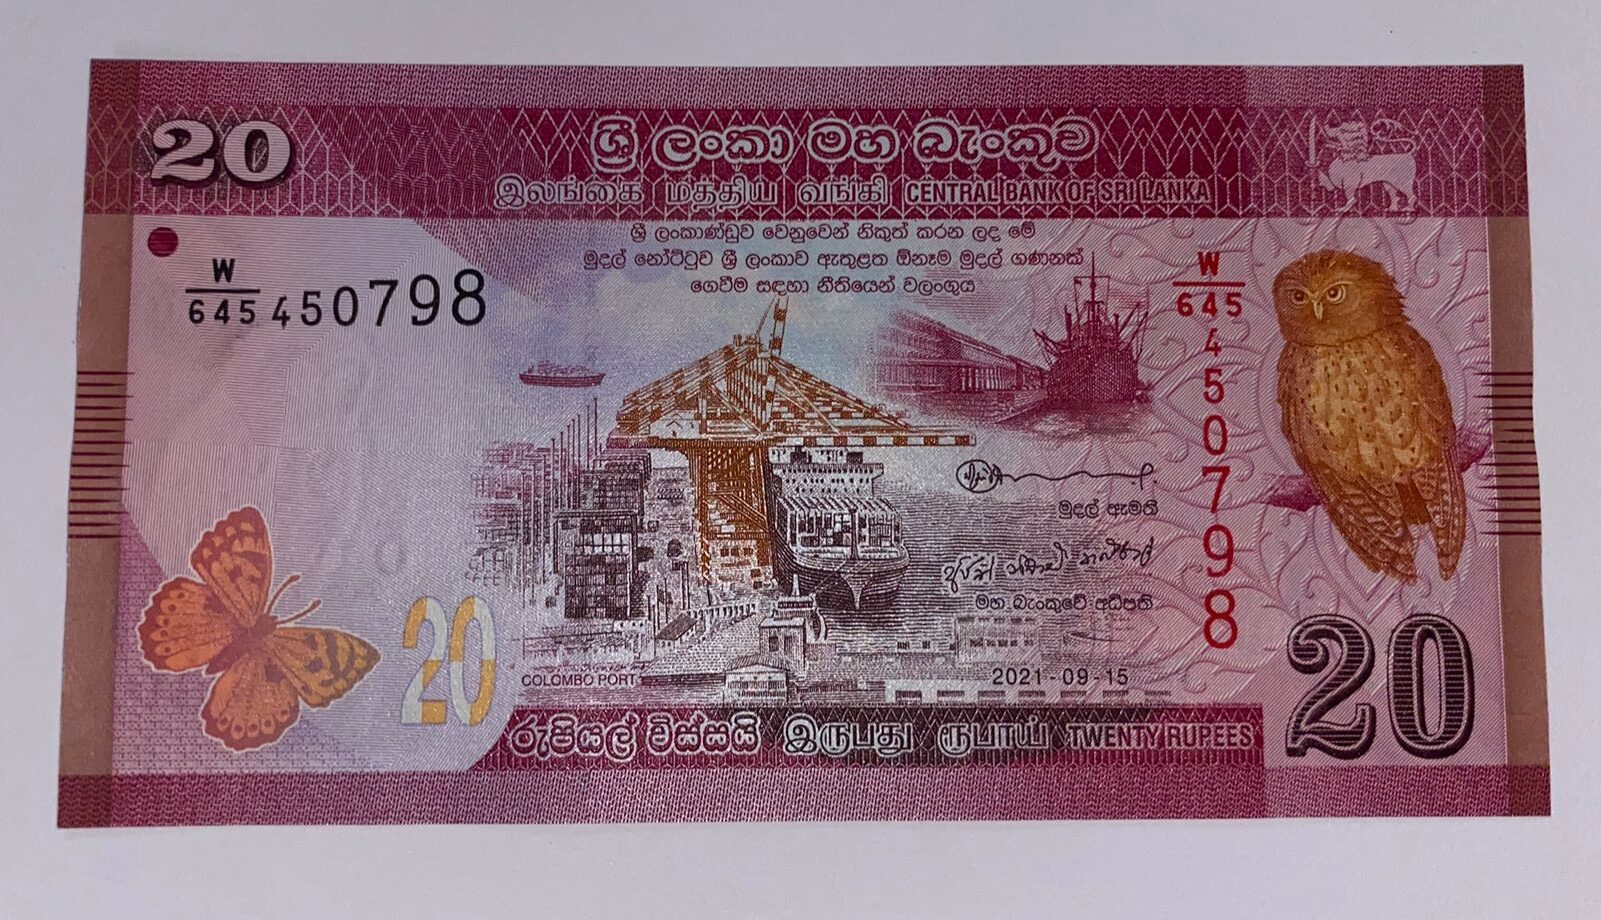 20
ශ්‍රී ලංකා මහ බැංකුව
இலங்கை மத்திய வங்கி CENTRAL BANK OF SRI LANKA
ශ්‍රී ලංකාණ්ඩුව වෙනුවෙන් නිකුත් කරන ලද මේ
මුදල් නෝට්ටුව ශ්‍රී ලංකාව ඇතුළත ඕනෑම මුදල් ගණනක්
ගෙවීම සඳහා නීතියෙන් වලංගුය
W/645 450798
W/645 450798
මුදල් ඇමති
මහ බැංකුවේ අධිපති
20
COLOMBO PORT
2021-09-15
20
රුපියල් විස්සයි இருபது ரூபாய் TWENTY RUPEES